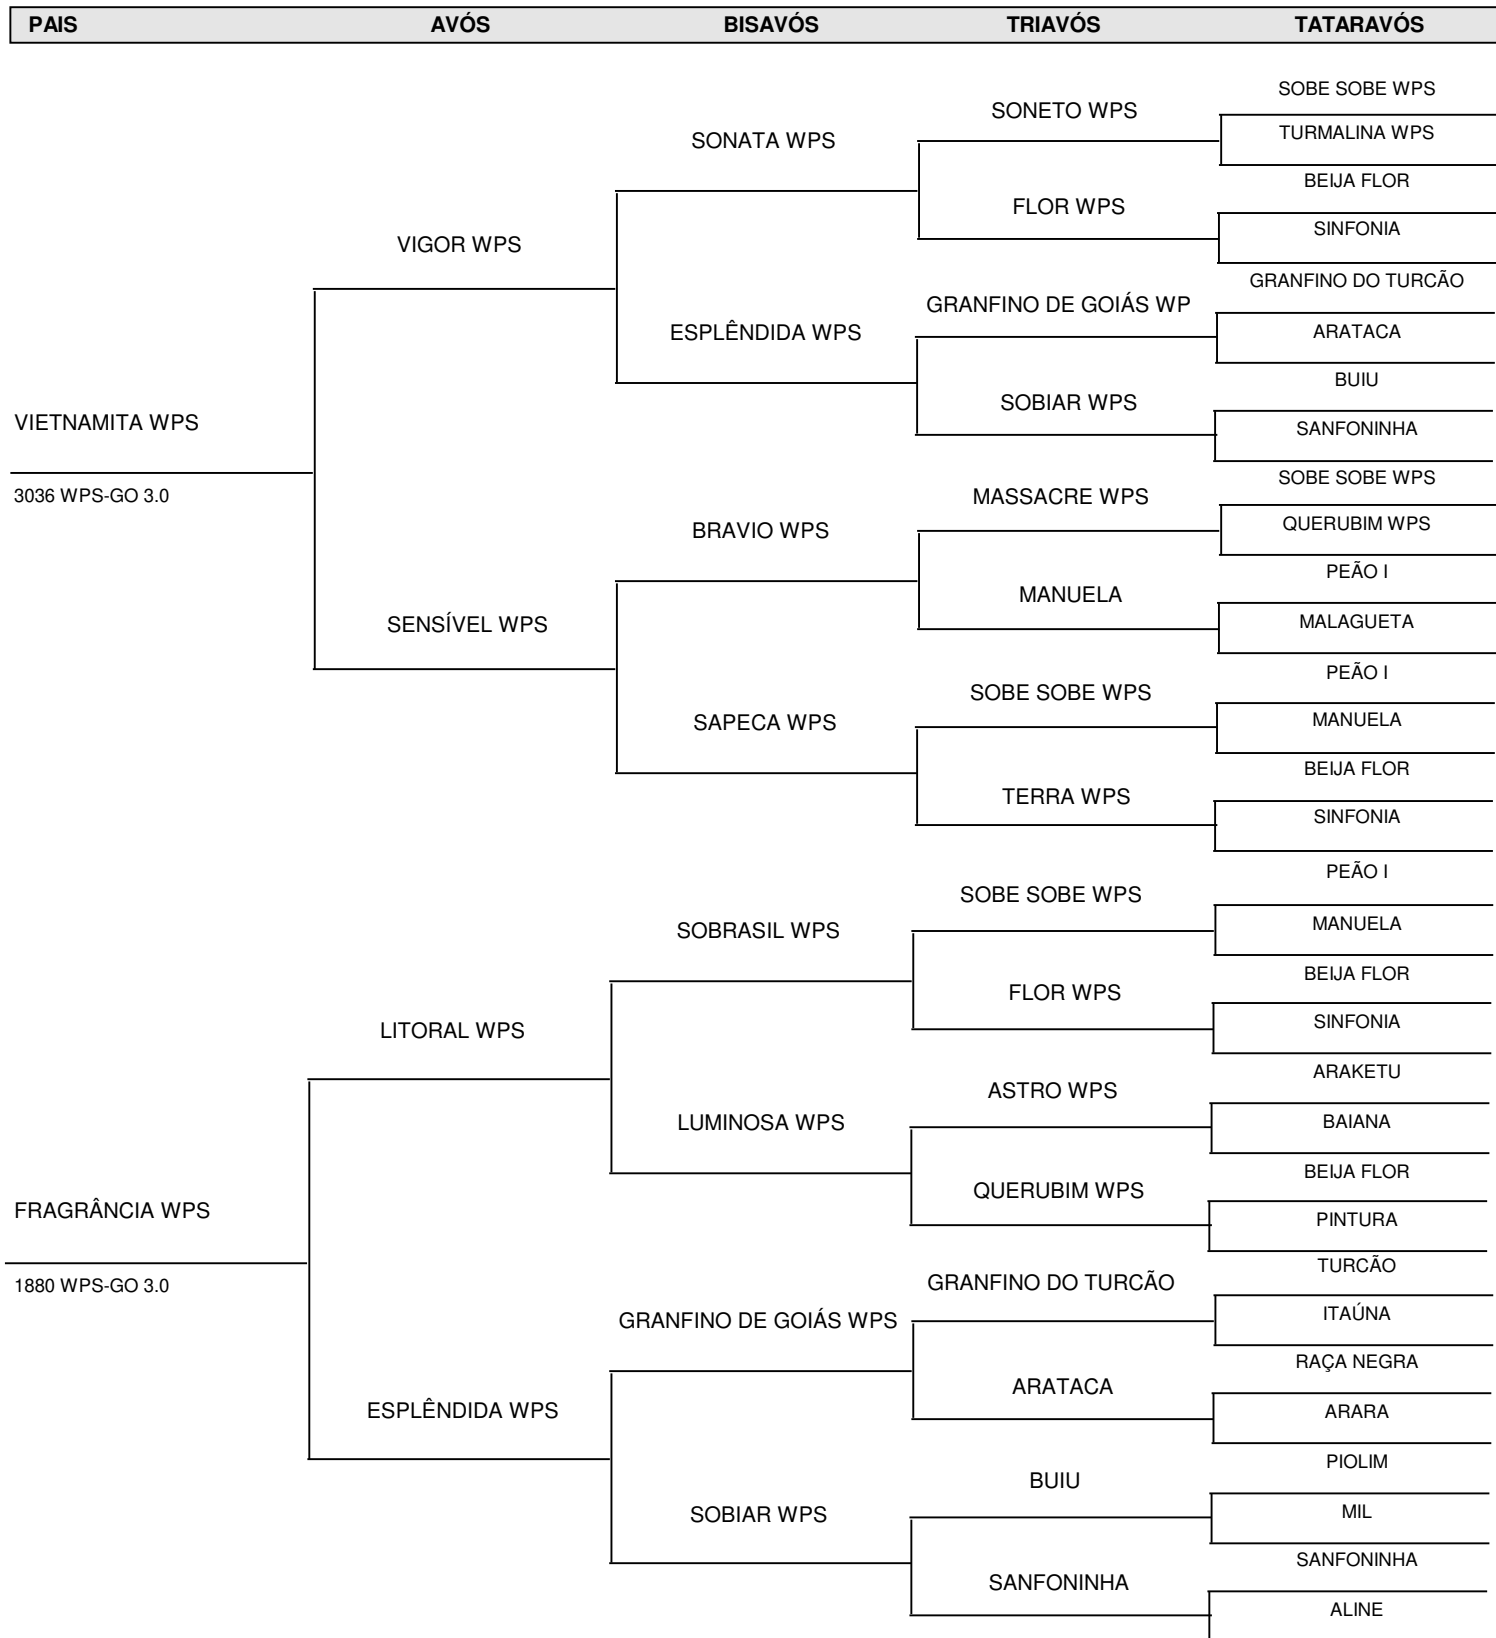 PAIS AVÓS BISAVÓS TRIAVÓS TATARAVÓS
SOBE SOBE WPS
SONETO WPS
TURMALINA WPS
SONATA WPS
BEIJA FLOR
FLOR WPS
SINFONIA
VIGOR WPS
GRANFINO DO TURCÃO
GRANFINO DE GOIÁS WP
ESPLÊNDIDA WPS
ARATACA
BUIU
SOBIAR WPS
VIETNAMITA WPS
SANFONINHA
SOBE SOBE WPS
3036 WPS-GO 3.0
MASSACRE WPS
QUERUBIM WPS
BRAVIO WPS
PEÃO I
MANUELA
MALAGUETA
SENSÍVEL WPS
PEÃO I
SOBE SOBE WPS
MANUELA
SAPECA WPS
BEIJA FLOR
TERRA WPS
SINFONIA
PEÃO I
SOBE SOBE WPS
MANUELA
SOBRASIL WPS
BEIJA FLOR
FLOR WPS
SINFONIA
LITORAL WPS
ARAKETU
ASTRO WPS
LUMINOSA WPS
BAIANA
BEIJA FLOR
QUERUBIM WPS
FRAGRÂNCIA WPS
PINTURA
TURCÃO
1880 WPS-GO 3.0
GRANFINO DO TURCÃO
ITAÚNA
GRANFINO DE GOIÁS WPS
RAÇA NEGRA
ARATACA
ESPLÊNDIDA WPS
ARARA
PIOLIM
BUIU
MIL
SOBIAR WPS
SANFONINHA
SANFONINHA
ALINE